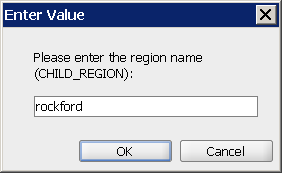 Enter Value
Please enter the region name
(CHILD_REGION):
rockford
OK
Cancel